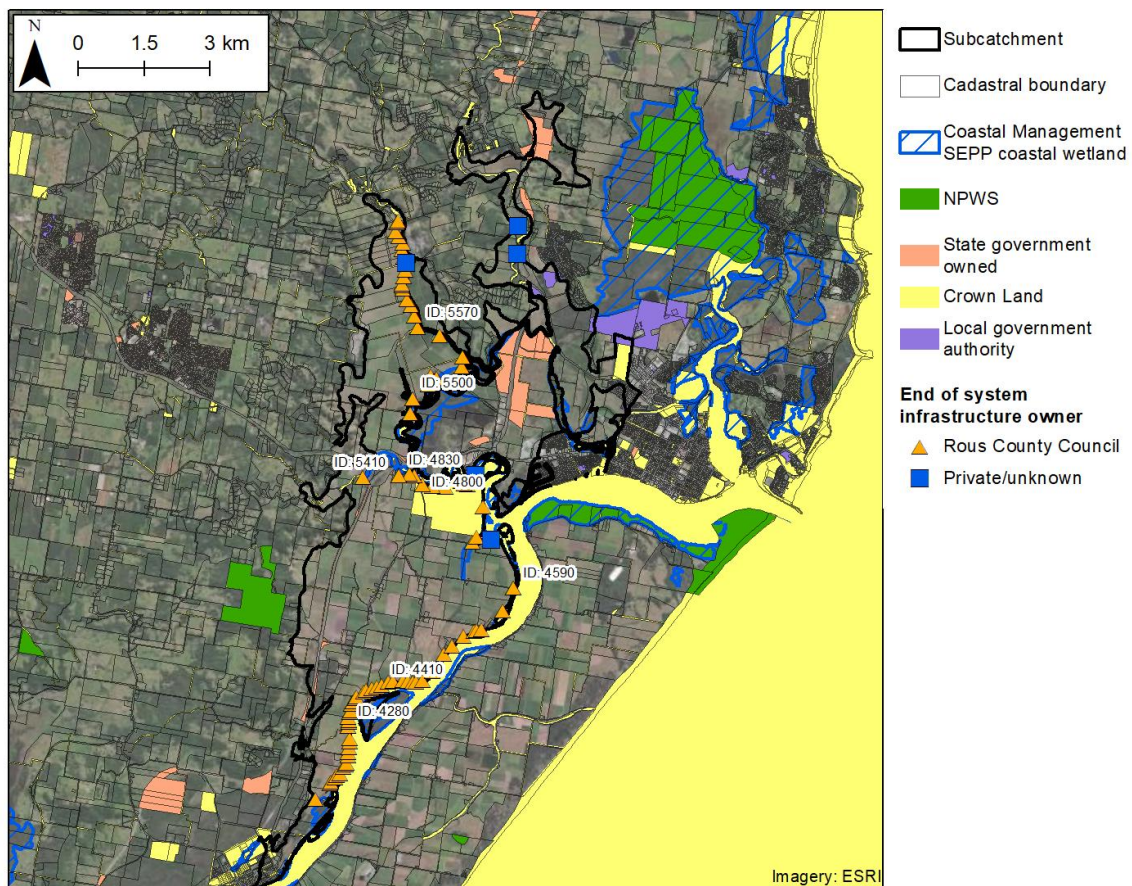 N
0 1.5 3 km
Subcatchment
Cadastral boundary
Coastal Management
SEPP coastal wetland
NPWS
State government
owned
Crown Land
Local government
authority
End of system
infrastructure owner
Rous County Council
Private/unknown
ID: 5570
ID: 5500
ID: 5410
ID: 4830
ID: 4800
ID: 4590
ID: 4410
ID: 4280
Imagery: ESRI